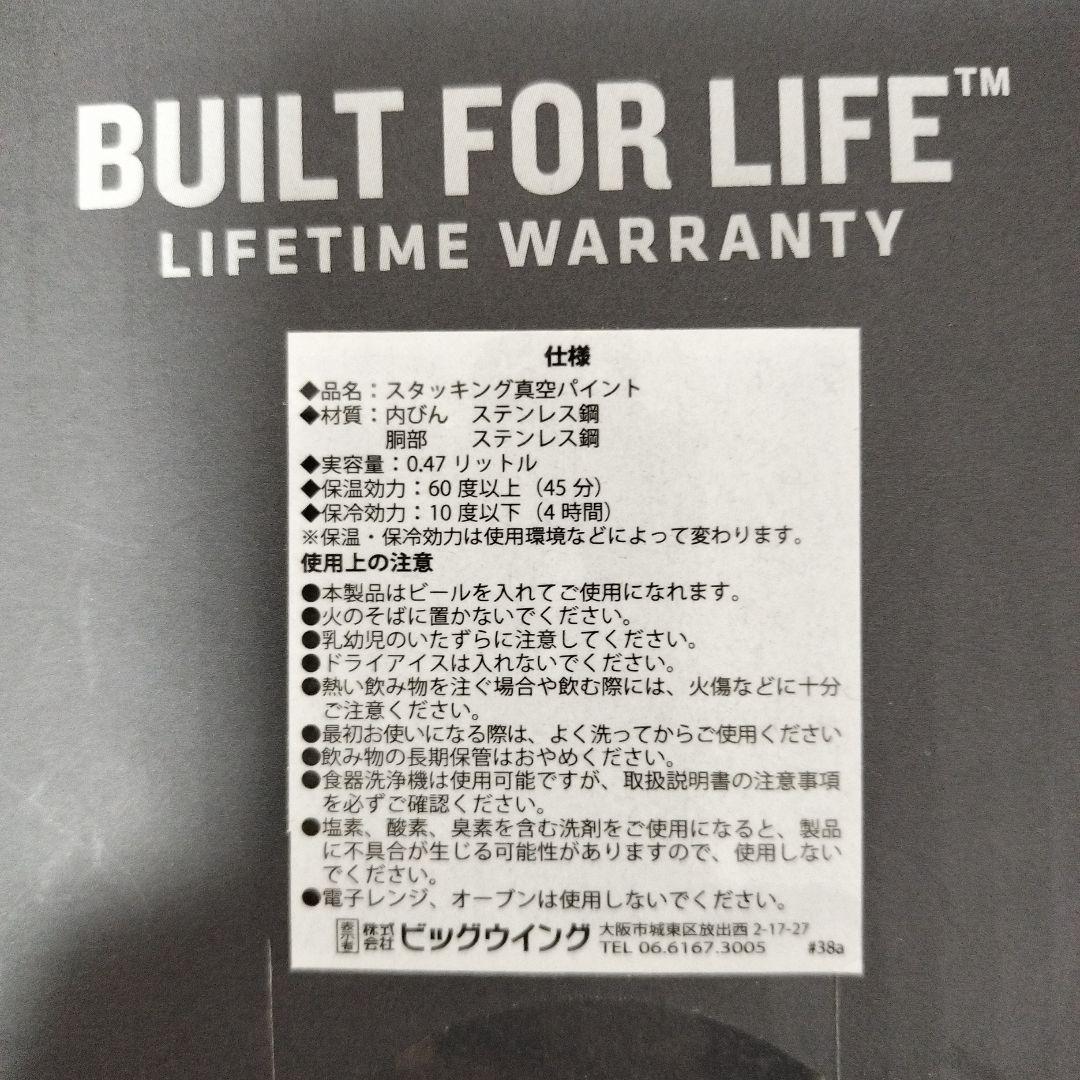 BUILT FOR LIFE™
LIFETIME WARRANTY
仕様
◆品名：スタッキング真空パイント
◆材質：内びん　ステンレス鋼
胴部　　ステンレス鋼
◆実容量：0.47 リットル
◆保温効力：60 度以上（45 分）
◆保冷効力：10 度以下（4 時間）
※保温・保冷効力は使用環境などによって変わります。
使用上の注意
●本製品はビールを入れてご使用になれます。
●火のそばに置かないでください。
●乳幼児のいたずらに注意してください。
●ドライアイスは入れないでください。
●熱い飲み物を注ぐ場合や飲む際には、火傷などに十分
ご注意ください。
●最初お使いになる際は、よく洗ってからご使用ください
●飲み物の長期保管はおやめください。
●食器洗浄機は使用可能ですが、取扱説明書の注意事項
を必ずご確認ください。
●塩素、酸素、臭素を含む洗剤をご使用になると、製品
に不具合が生じる可能性がありますので、使用しない
でください。
●電子レンジ、オーブンは使用しないでください。
表示者 株式会社 ビッグウイング 大阪市城東区放出西 2-17-27
TEL 06.6167.3005 #38a